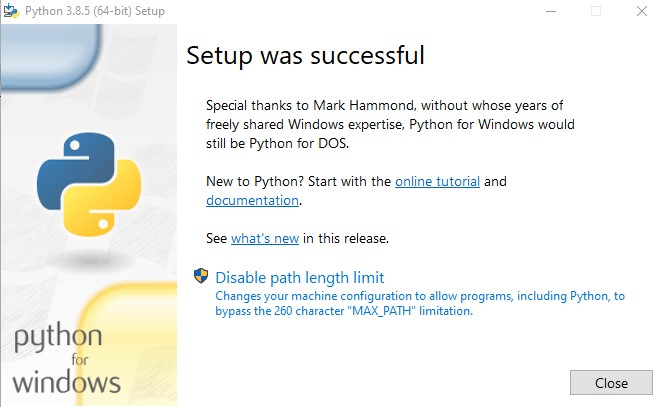 Python 3.8.5 (64-bit) Setup
Setup was successful
Special thanks to Mark Hammond, without whose years of
freely shared Windows expertise, Python for Windows would
still be Python for DOS.
New to Python? Start with the online tutorial and
documentation.
See what's new in this release.
Disable path length limit
Changes your machine configuration to allow programs, including Python, to
bypass the 260 character "MAX_PATH" limitation.
python
for
windows
Close